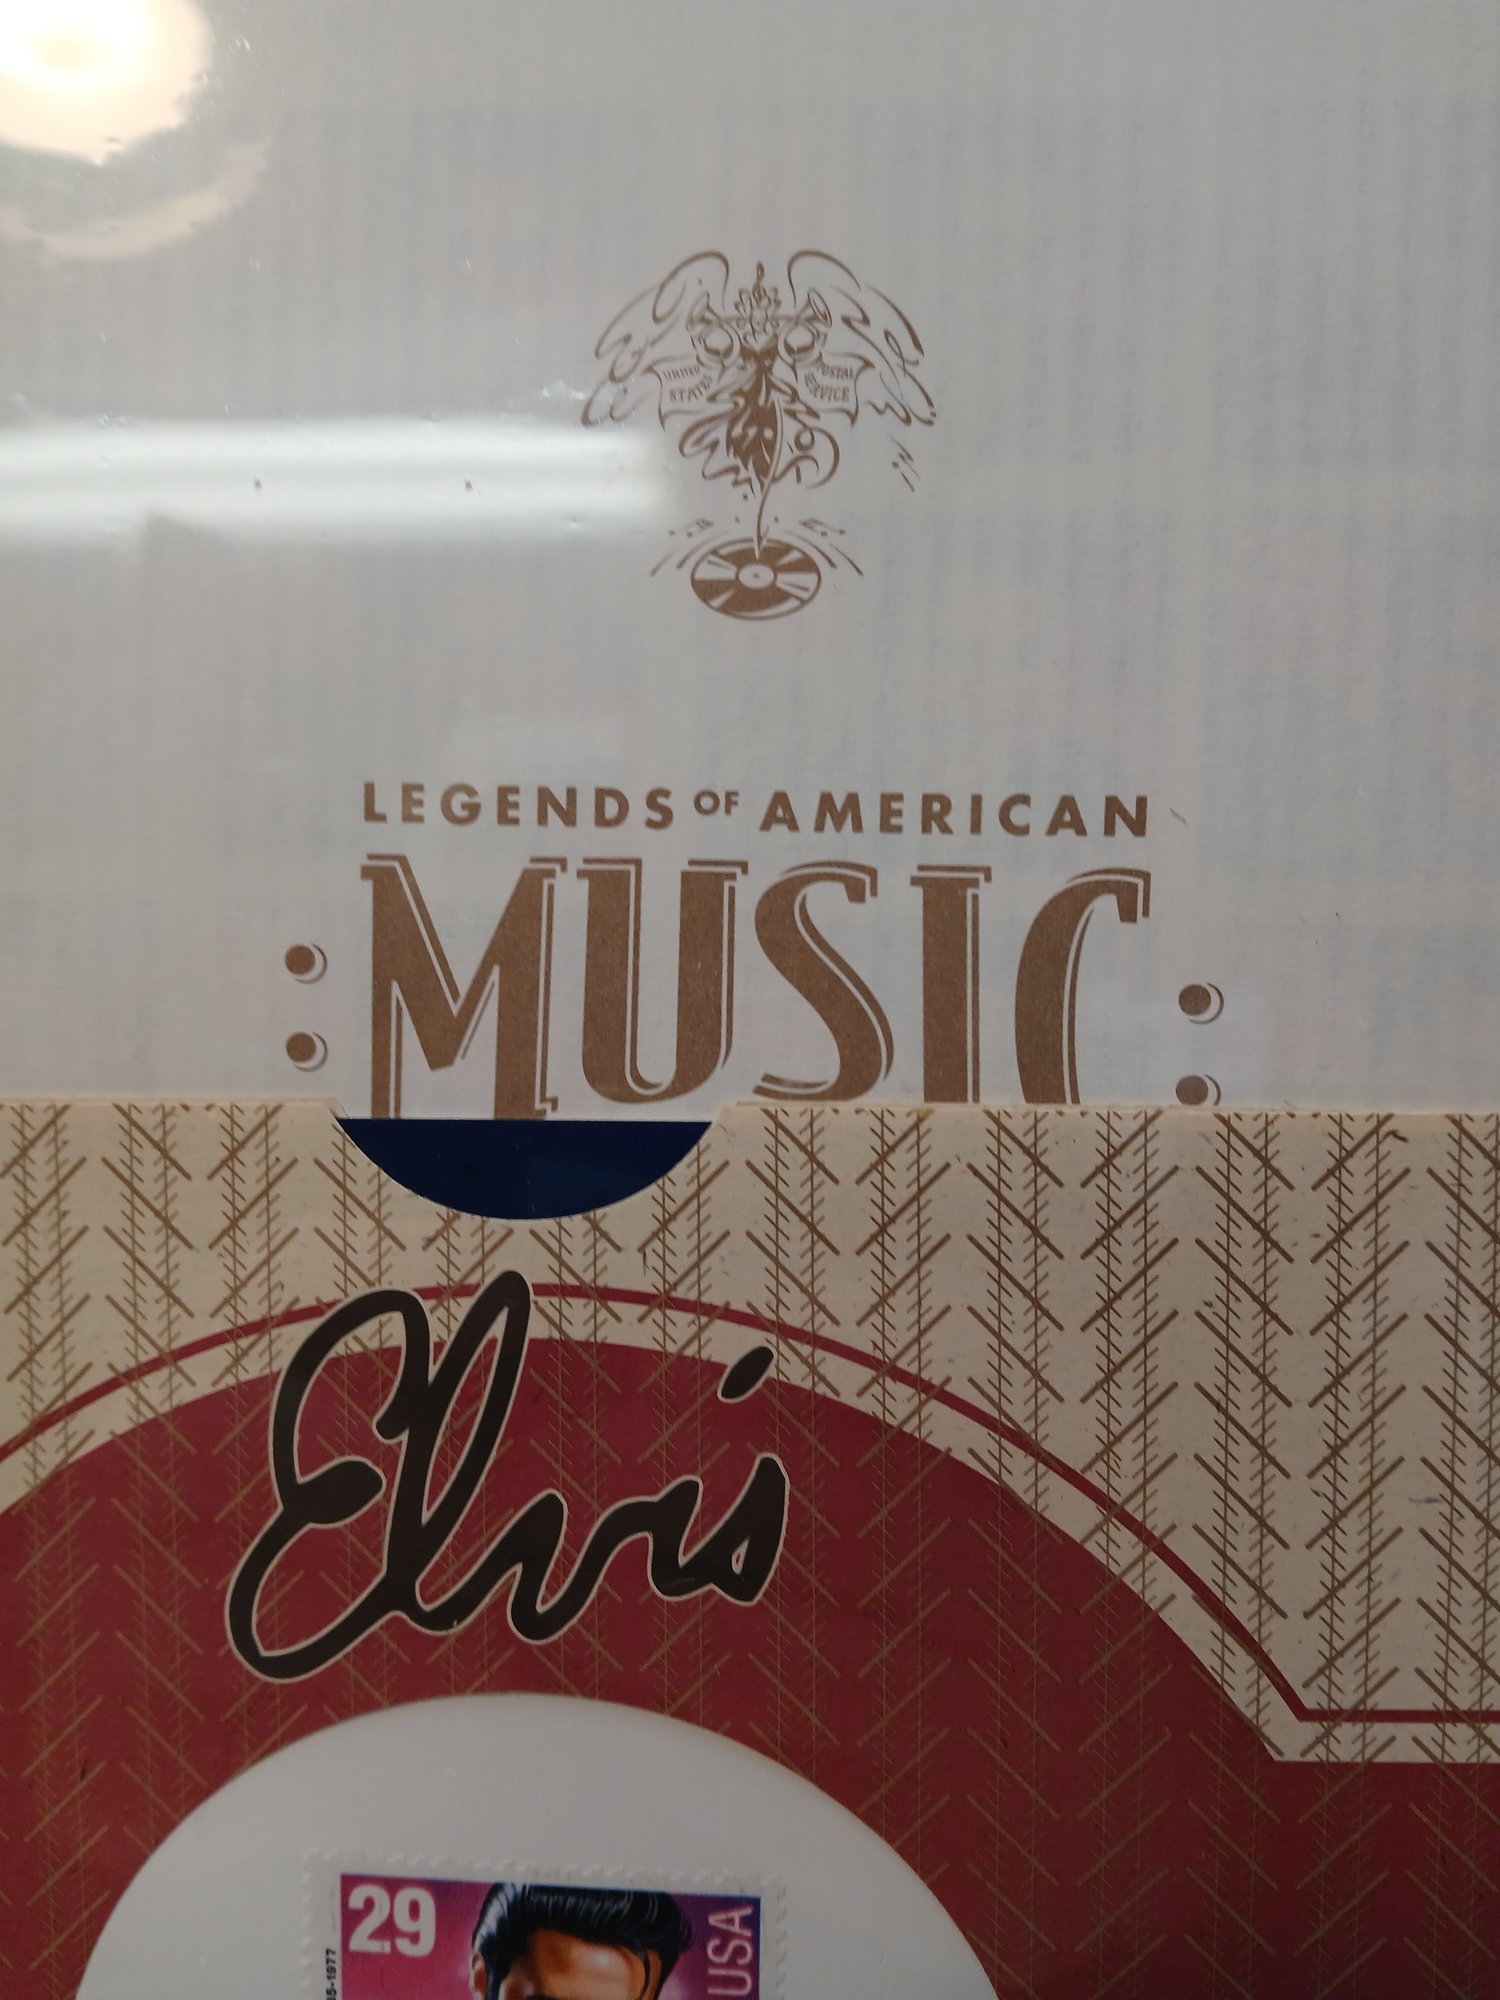 UNITED STATES
POSTAL SERVICE
LEGENDS OF AMERICAN
MUSIC
Elvis
29
USA